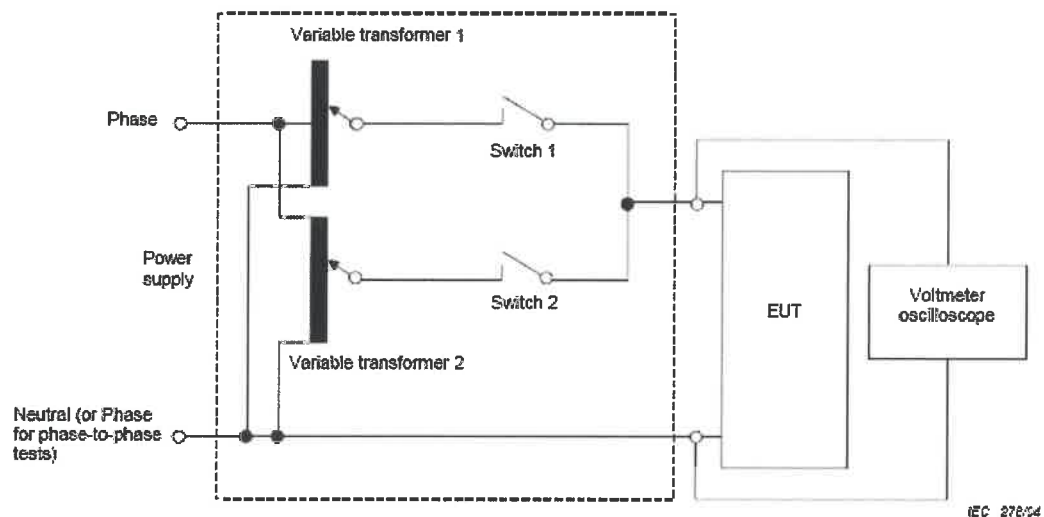 Variable transformer 1
Phase
Switch 1
Power
supply
Switch 2
EUT
Voltmeter
oscilloscope
Variable transformer 2
Neutral (or Phase
for phase-to-phase
tests)
IEC 278/04